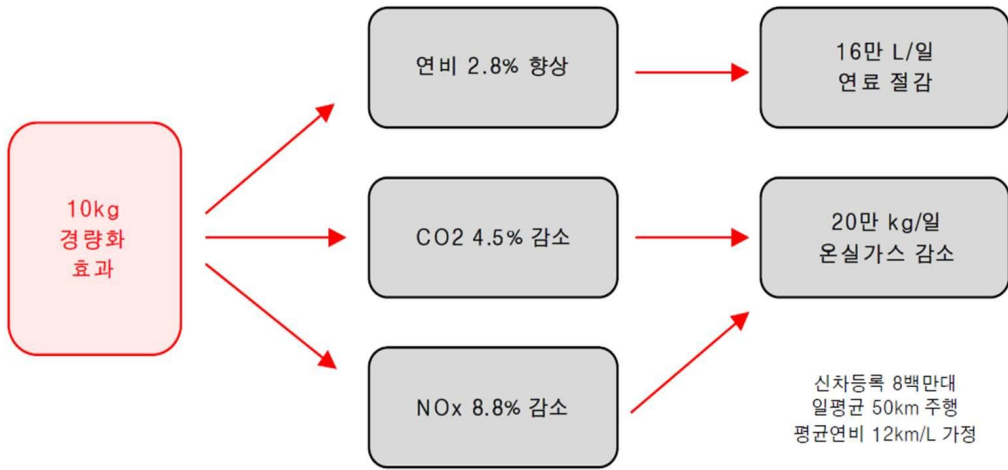 10kg
경량화
효과
연비 2.8% 향상
16만 L/일
연료 절감
CO2 4.5% 감소
20만 kg/일
온실가스 감소
NOx 8.8% 감소
신차등록 8백만대
일평균 50km 주행
평균연비 12km/L 가정